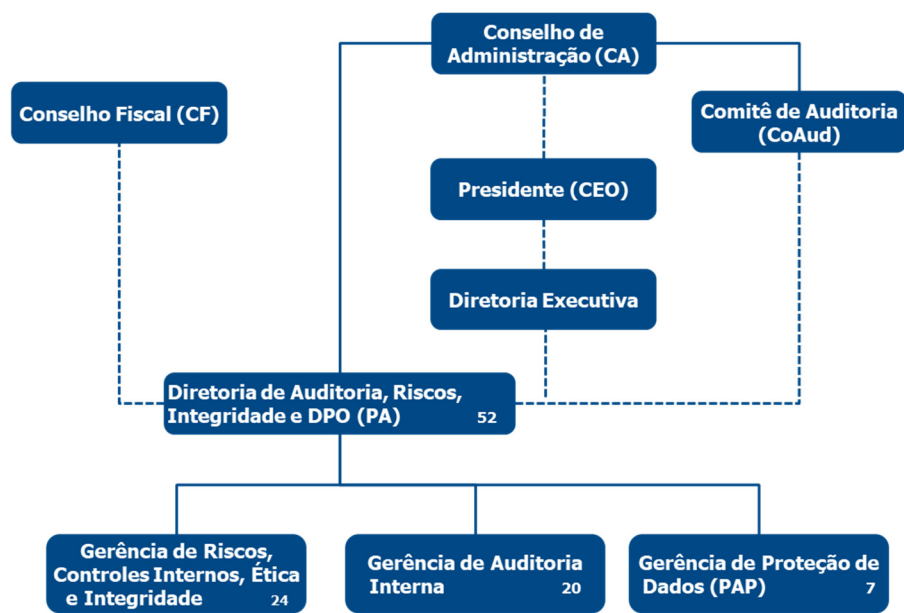 Conselho de
Administração (CA)
Conselho Fiscal (CF)
Comitê de Auditoria
(CoAud)
Presidente (CEO)
Diretoria Executiva
Diretoria de Auditoria, Riscos,
Integridade e DPO (PA) 52
Gerência de Riscos,
Controles Internos, Ética
e Integridade 24
Gerência de Auditoria
Interna 20
Gerência de Proteção de
Dados (PAP) 7